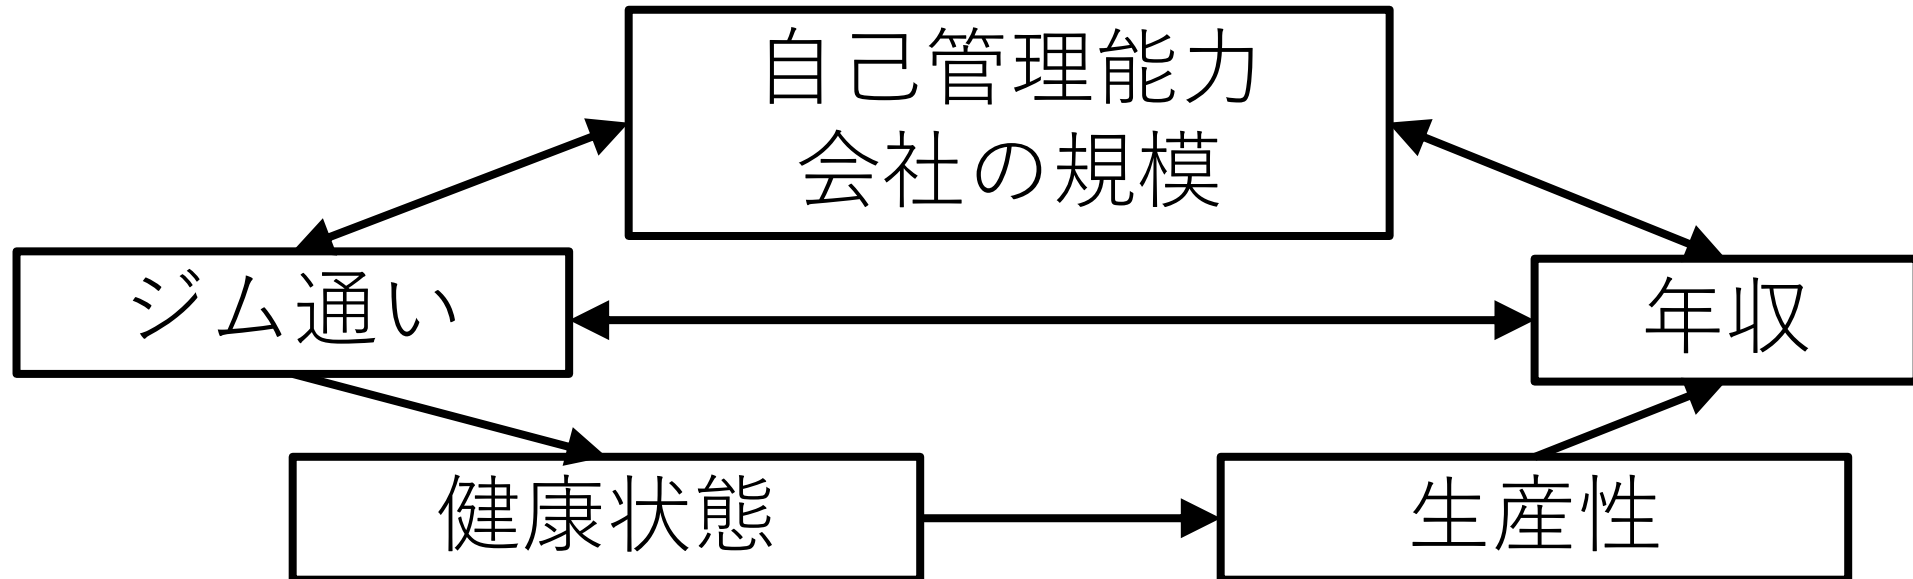 自己管理能力
会社の規模
ジム通い
年収
健康状態
生産性